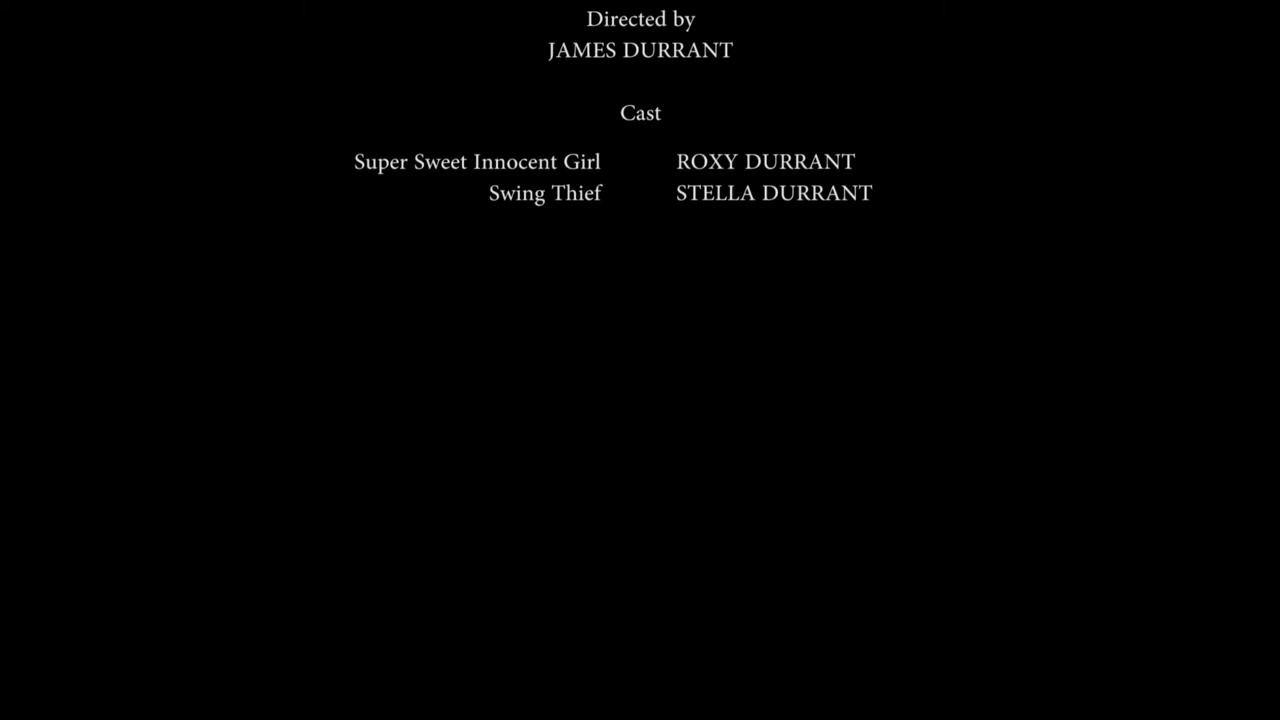 Directed by
JAMES DURRANT
Cast
Super Sweet Innocent Girl ROXY DURRANT
Swing Thief STELLA DURRANT